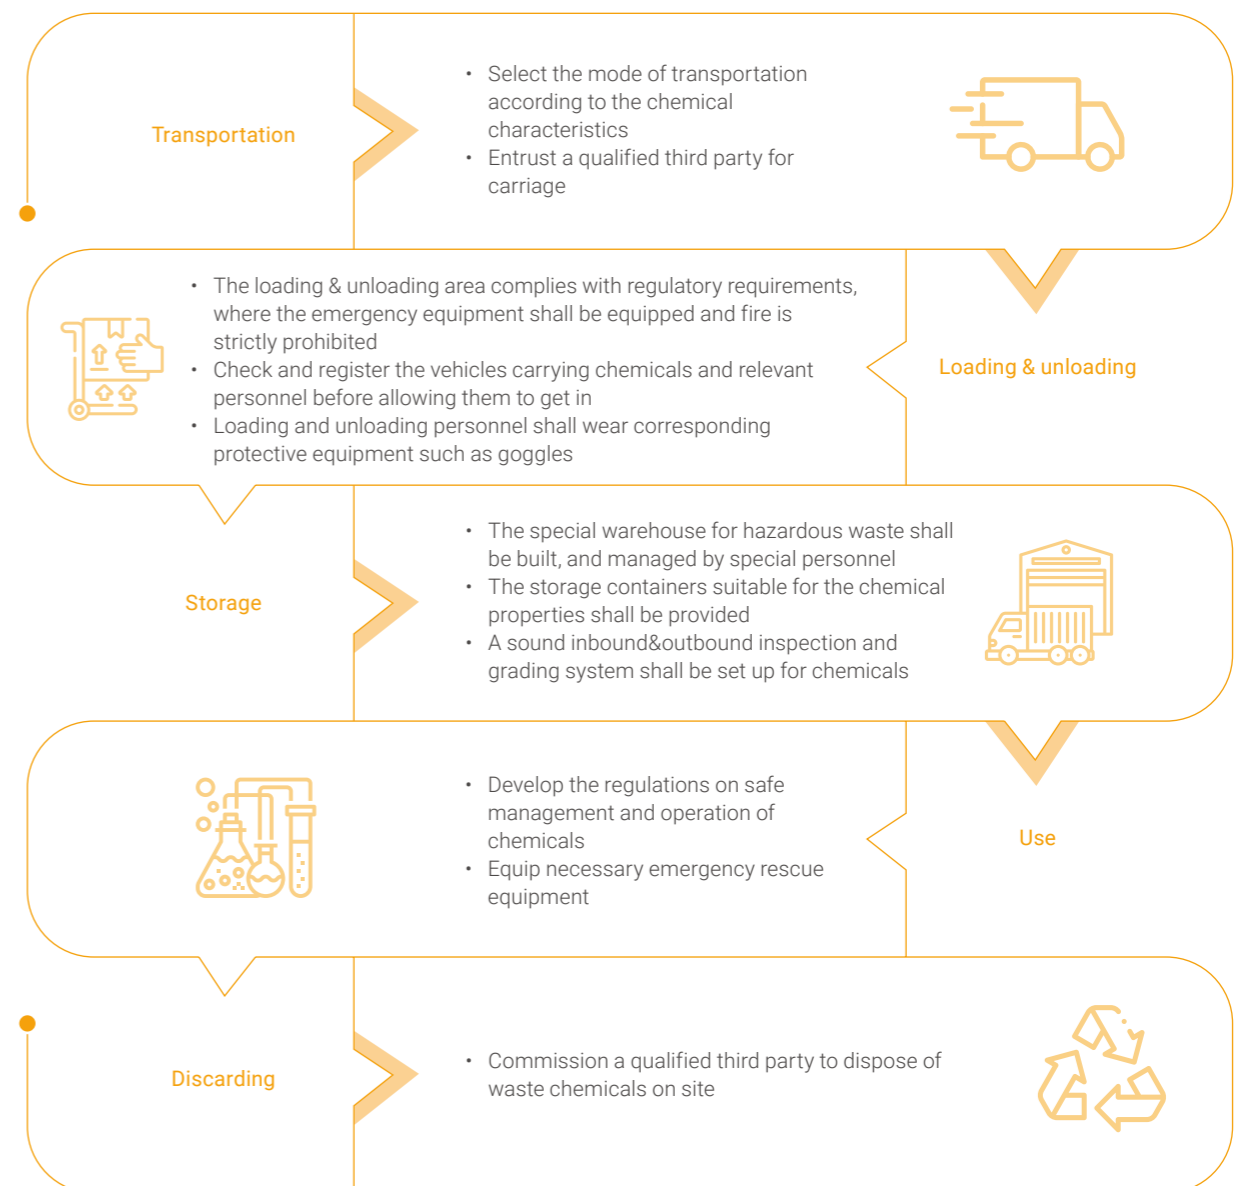 Transportation
• Select the mode of transportation
according to the chemical
characteristics
• Entrust a qualified third party for
carriage
Loading & unloading
• The loading & unloading area complies with regulatory requirements,
where the emergency equipment shall be equipped and fire is
strictly prohibited
• Check and register the vehicles carrying chemicals and relevant
personnel before allowing them to get in
• Loading and unloading personnel shall wear corresponding
protective equipment such as goggles
Storage
• The special warehouse for hazardous waste shall
be built, and managed by special personnel
• The storage containers suitable for the chemical
properties shall be provided
• A sound inbound&outbound inspection and
grading system shall be set up for chemicals
Use
• Develop the regulations on safe
management and operation of
chemicals
• Equip necessary emergency rescue
equipment
Discarding
• Commission a qualified third party to dispose of
waste chemicals on site